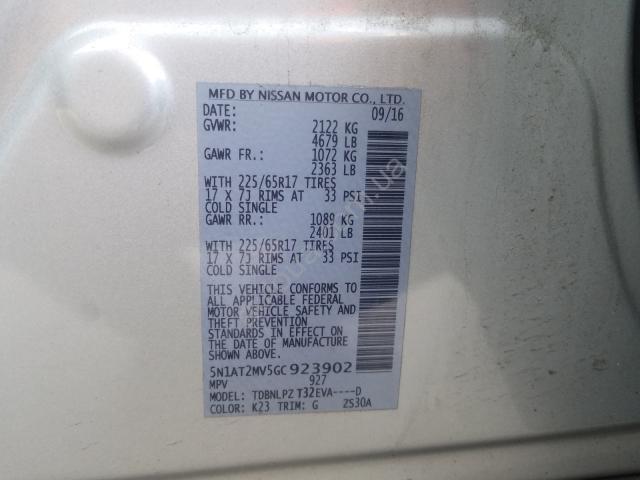 MFD BY NISSAN MOTOR CO., LTD.
DATE: 09/16
GVWR: 2122 KG
4679 LB
GAWR FR.: 1072 KG
2363 LB
WITH 225/65R17 TIRES
17 X 7J RIMS AT 33 PSI
COLD SINGLE
GAWR RR.: 1089 KG
2401 LB
WITH 225/65R17 TIRES
17 X 7J RIMS AT 33 PSI
COLD SINGLE
THIS VEHICLE CONFORMS TO
ALL APPLICABLE FEDERAL
MOTOR VEHICLE SAFETY AND
THEFT PREVENTION
STANDARDS IN EFFECT ON
THE DATE OF MANUFACTURE
SHOWN ABOVE.
5N1AT2MV5GC923902
MPV 927
MODEL: TDBNLPZ T32EVA----D
COLOR: K23 TRIM: G ZS30A